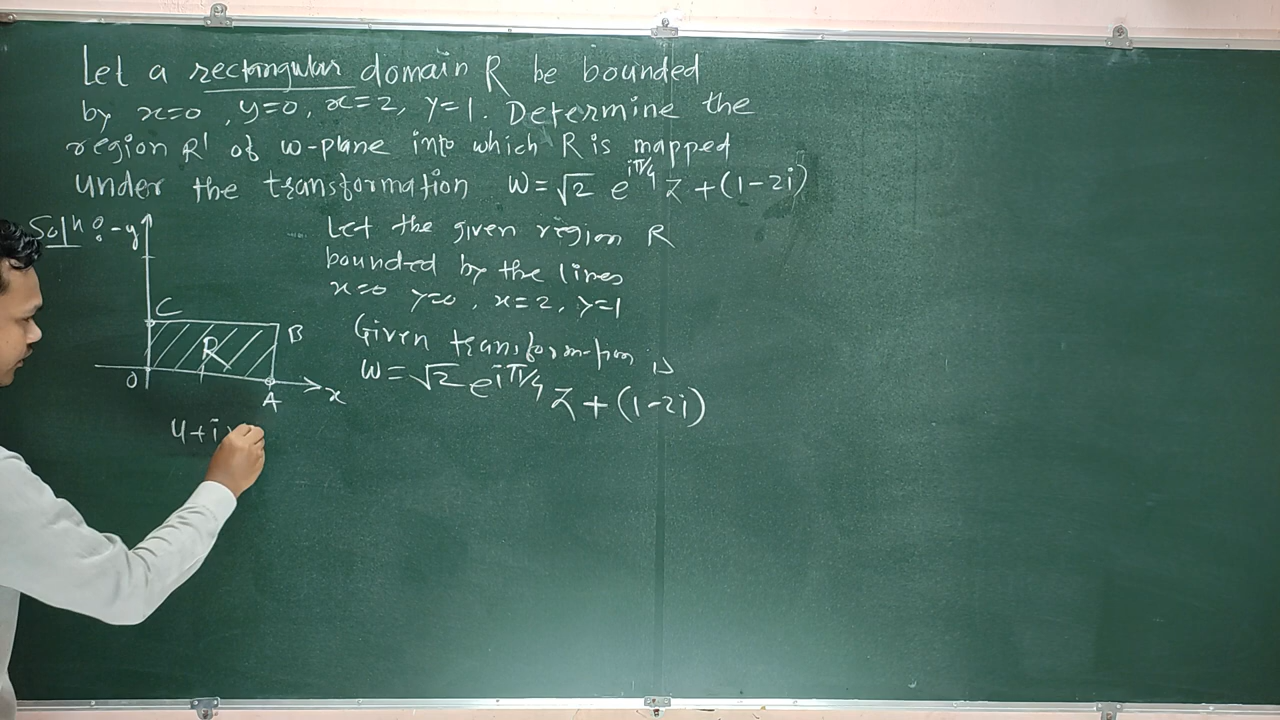 Let a rectangular domain R be bounded
by x=0, y=0, x=2, y=1. Determine the
region R' of w-plane into which R is mapped
under the transformation w=√2 e^{iπ/4} z+(1-2i)
Soln:-
y
C
B
R
O
A
x
Let the given region R
bounded by the lines
x=0 y=0, x=2, y=1
Given transformation is
w=√2 e^{iπ/4} z+(1-2i)
u+i